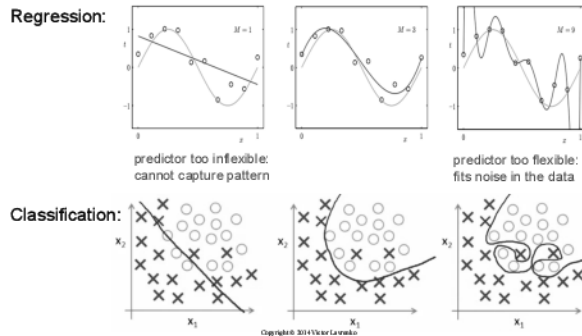 Regression:
M = 1
M = 3
M = 9
t
1
0
-1
0
x
1
1
0
-1
0
x
1
1
0
-1
0
x
1
predictor too inflexible:
cannot capture pattern
predictor too flexible:
fits noise in the data
Classification:
x2
x1
x2
x1
x2
x1
Copyright © 2014 Victor Lavrenko